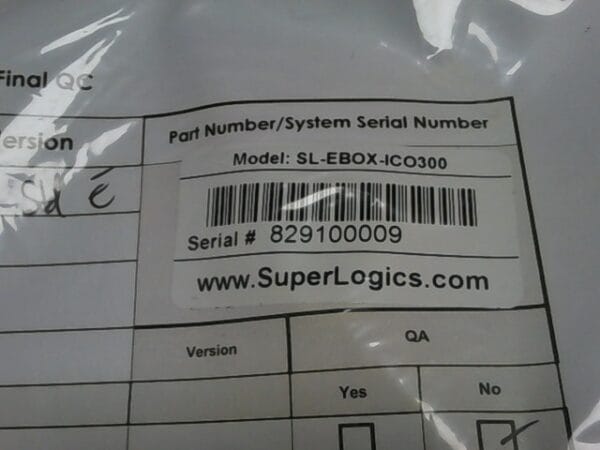 Final QC
ersion
Part Number/System Serial Number
Model: SL-EBOX-ICO300
Serial # 829100009
www.SuperLogics.com
Version
QA
Yes
No